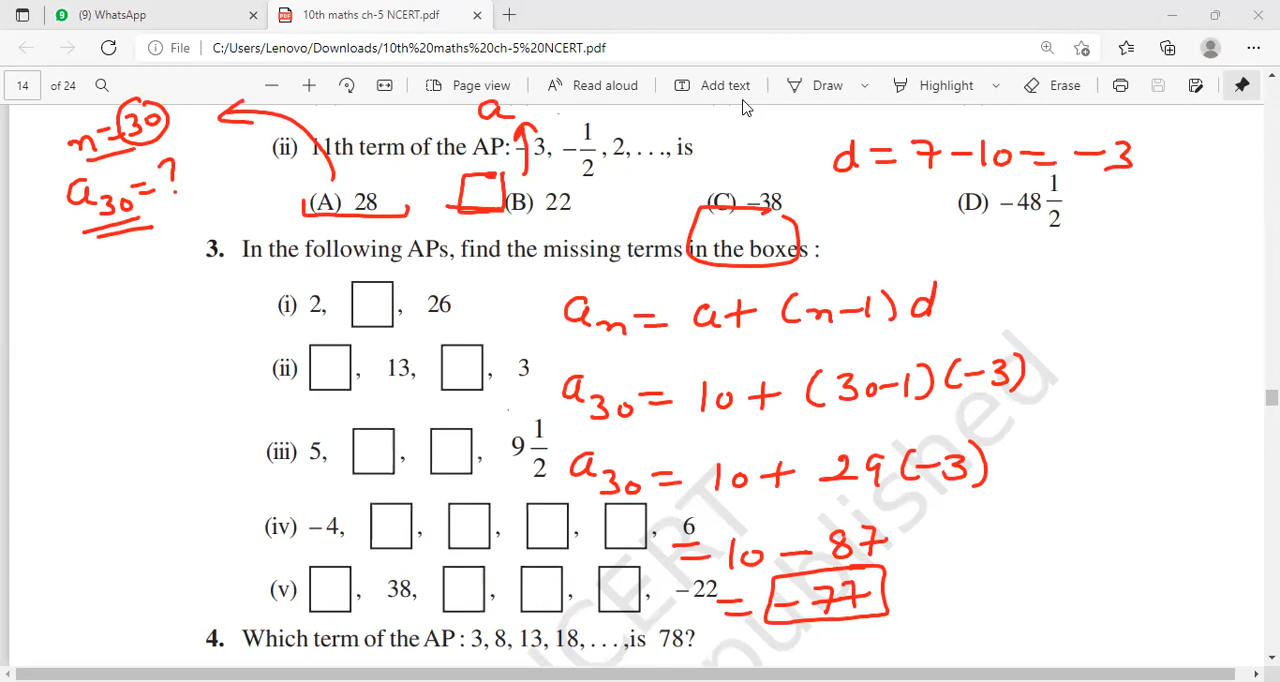 (9) WhatsApp
10th maths ch-5 NCERT.pdf
File C:/Users/Lenovo/Downloads/10th%20maths%20ch-5%20NCERT.pdf
14 of 24 Page view Read aloud Add text Draw Highlight Erase
n = 30
a
(ii) 11th term of the AP: – 3, –1/2, 2, . . ., is
d = 7 - 10 = -3
a30 = ?
(A) 28 (B) 22 (C) –38 (D) –48 1/2
3. In the following APs, find the missing terms in the boxes :
(i) 2, □, 26
an = a + (n-1) d
(ii) □, 13, □, 3
a30 = 10 + (30-1)(-3)
(iii) 5, □, □, 9 1/2
a30 = 10 + 29(-3)
(iv) – 4, □, □, □, □, 6
= 10 - 87
(v) □, 38, □, □, □, –22
= -77
4. Which term of the AP : 3, 8, 13, 18, . . . ,is 78?
NCERT
published